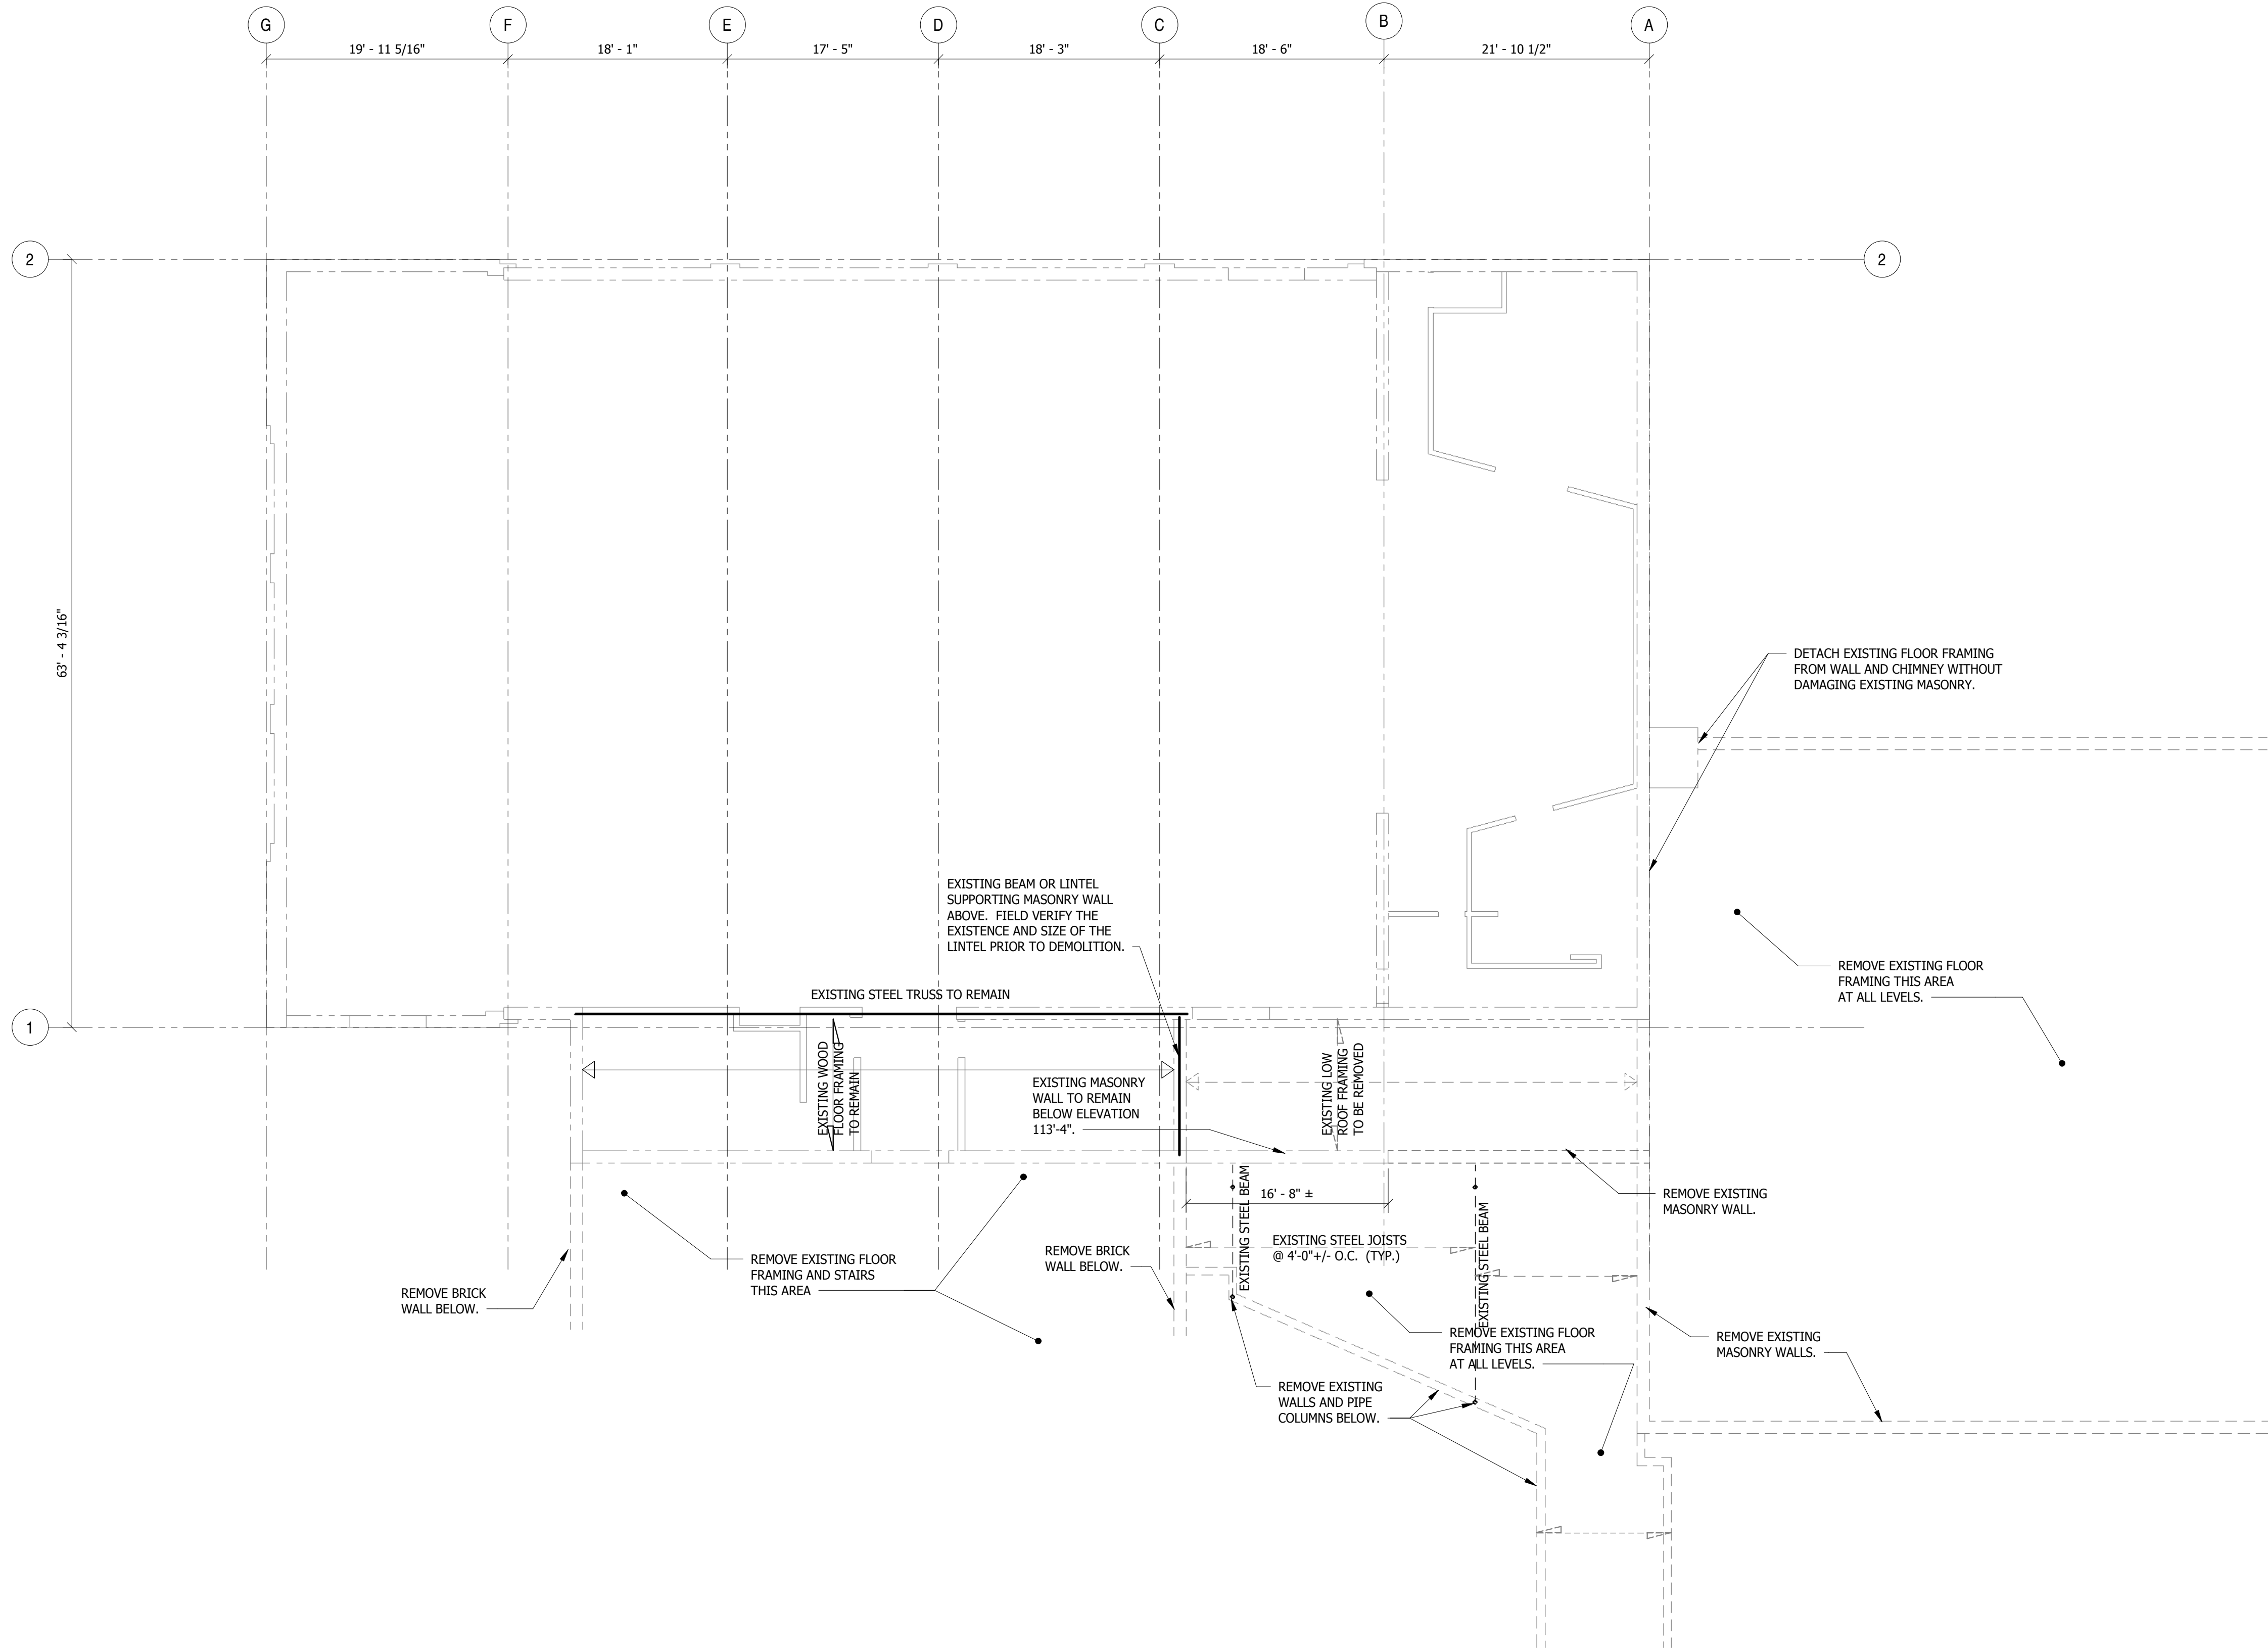 G
F
E
D
C
B
A
19' - 11 5/16"
18' - 1"
17' - 5"
18' - 3"
18' - 6"
21' - 10 1/2"
2
2
63' - 4 3/16"
DETACH EXISTING FLOOR FRAMING
FROM WALL AND CHIMNEY WITHOUT
DAMAGING EXISTING MASONRY.
EXISTING BEAM OR LINTEL
SUPPORTING MASONRY WALL
ABOVE. FIELD VERIFY THE
EXISTENCE AND SIZE OF THE
LINTEL PRIOR TO DEMOLITION.
REMOVE EXISTING FLOOR
FRAMING THIS AREA
AT ALL LEVELS.
EXISTING STEEL TRUSS TO REMAIN
1
EXISTING WOOD
FLOOR FRAMING
TO REMAIN
EXISTING MASONRY
WALL TO REMAIN
BELOW ELEVATION
113'-4".
EXISTING LOW
ROOF FRAMING
TO BE REMOVED
16' - 8" ±
REMOVE EXISTING
MASONRY WALL.
EXISTING STEEL BEAM
EXISTING STEEL JOISTS
@ 4'-0"+/- O.C. (TYP.)
EXISTING STEEL BEAM
REMOVE BRICK
WALL BELOW.
REMOVE EXISTING FLOOR
FRAMING AND STAIRS
THIS AREA
REMOVE BRICK
WALL BELOW.
REMOVE EXISTING FLOOR
FRAMING THIS AREA
AT ALL LEVELS.
REMOVE EXISTING
MASONRY WALLS.
REMOVE EXISTING
WALLS AND PIPE
COLUMNS BELOW.